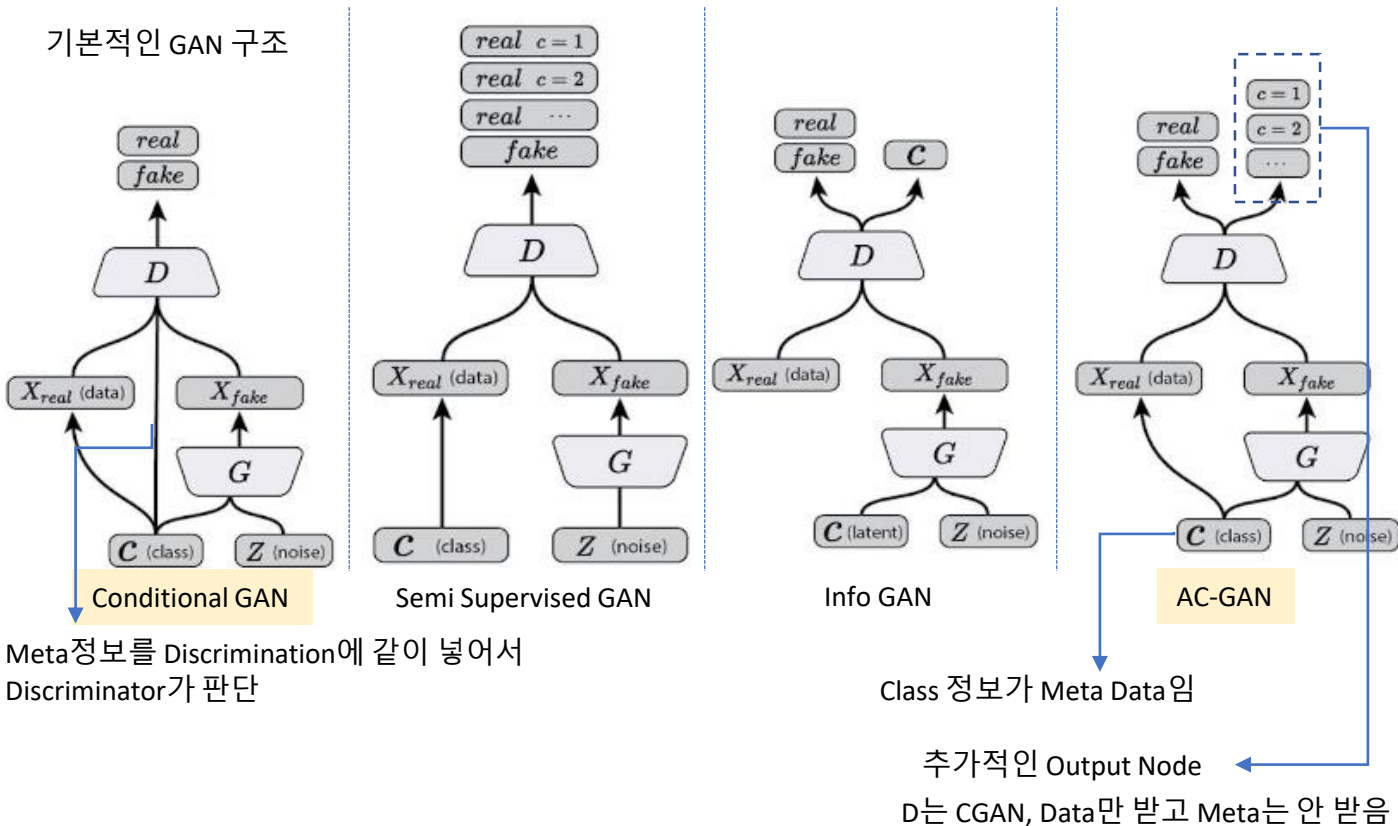 기본적인 GAN 구조
real
fake
D
X_real (data)
X_fake
G
C (class)
Z (noise)
Conditional GAN
Meta정보를 Discrimination에 같이 넣어서
Discriminator가 판단
real c = 1
real c = 2
real ...
fake
D
X_real (data)
X_fake
G
C (class)
Z (noise)
Semi Supervised GAN
real
fake
C
D
X_real (data)
X_fake
G
C (latent)
Z (noise)
Info GAN
real
fake
c = 1
c = 2
...
D
X_real (data)
X_fake
G
C (class)
Z (noise)
AC-GAN
Class 정보가 Meta Data임
추가적인 Output Node
D는 CGAN, Data만 받고 Meta는 안 받음